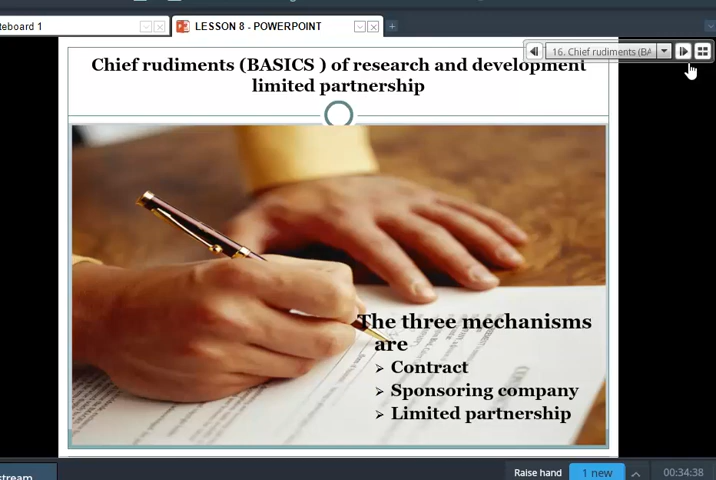 teboard 1
LESSON 8 - POWERPOINT
16. Chief rudiments (BA
Chief rudiments (BASICS ) of research and development
limited partnership
The three mechanisms
are
Contract
Sponsoring company
Limited partnership
stream
Raise hand
1 new
00:34:38